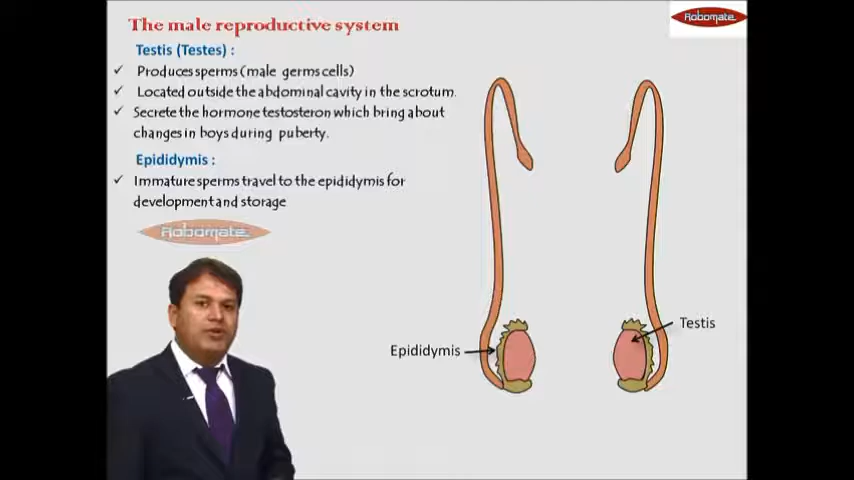 The male reproductive system
Robomate
Testis (Testes) :
✓ Produces sperms (male germs cells)
✓ Located outside the abdominal cavity in the scrotum.
✓ Secrete the hormone testosteron which bring about
changes in boys during puberty.
Epididymis :
✓ Immature sperms travel to the epididymis for
development and storage
Robomate
Testis
Epididymis